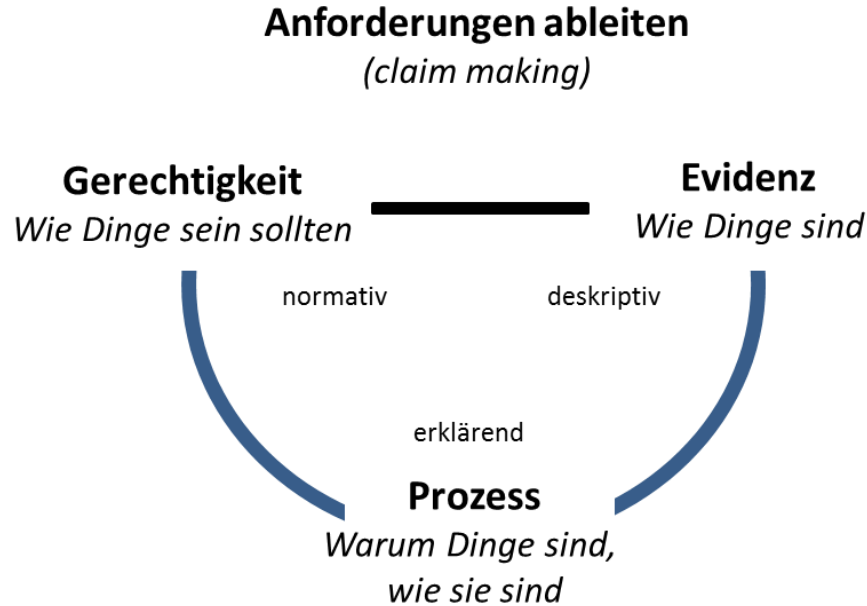 Anforderungen ableiten
(claim making)
Gerechtigkeit
Wie Dinge sein sollten
Evidenz
Wie Dinge sind
normativ
deskriptiv
erklärend
Prozess
Warum Dinge sind,
wie sie sind